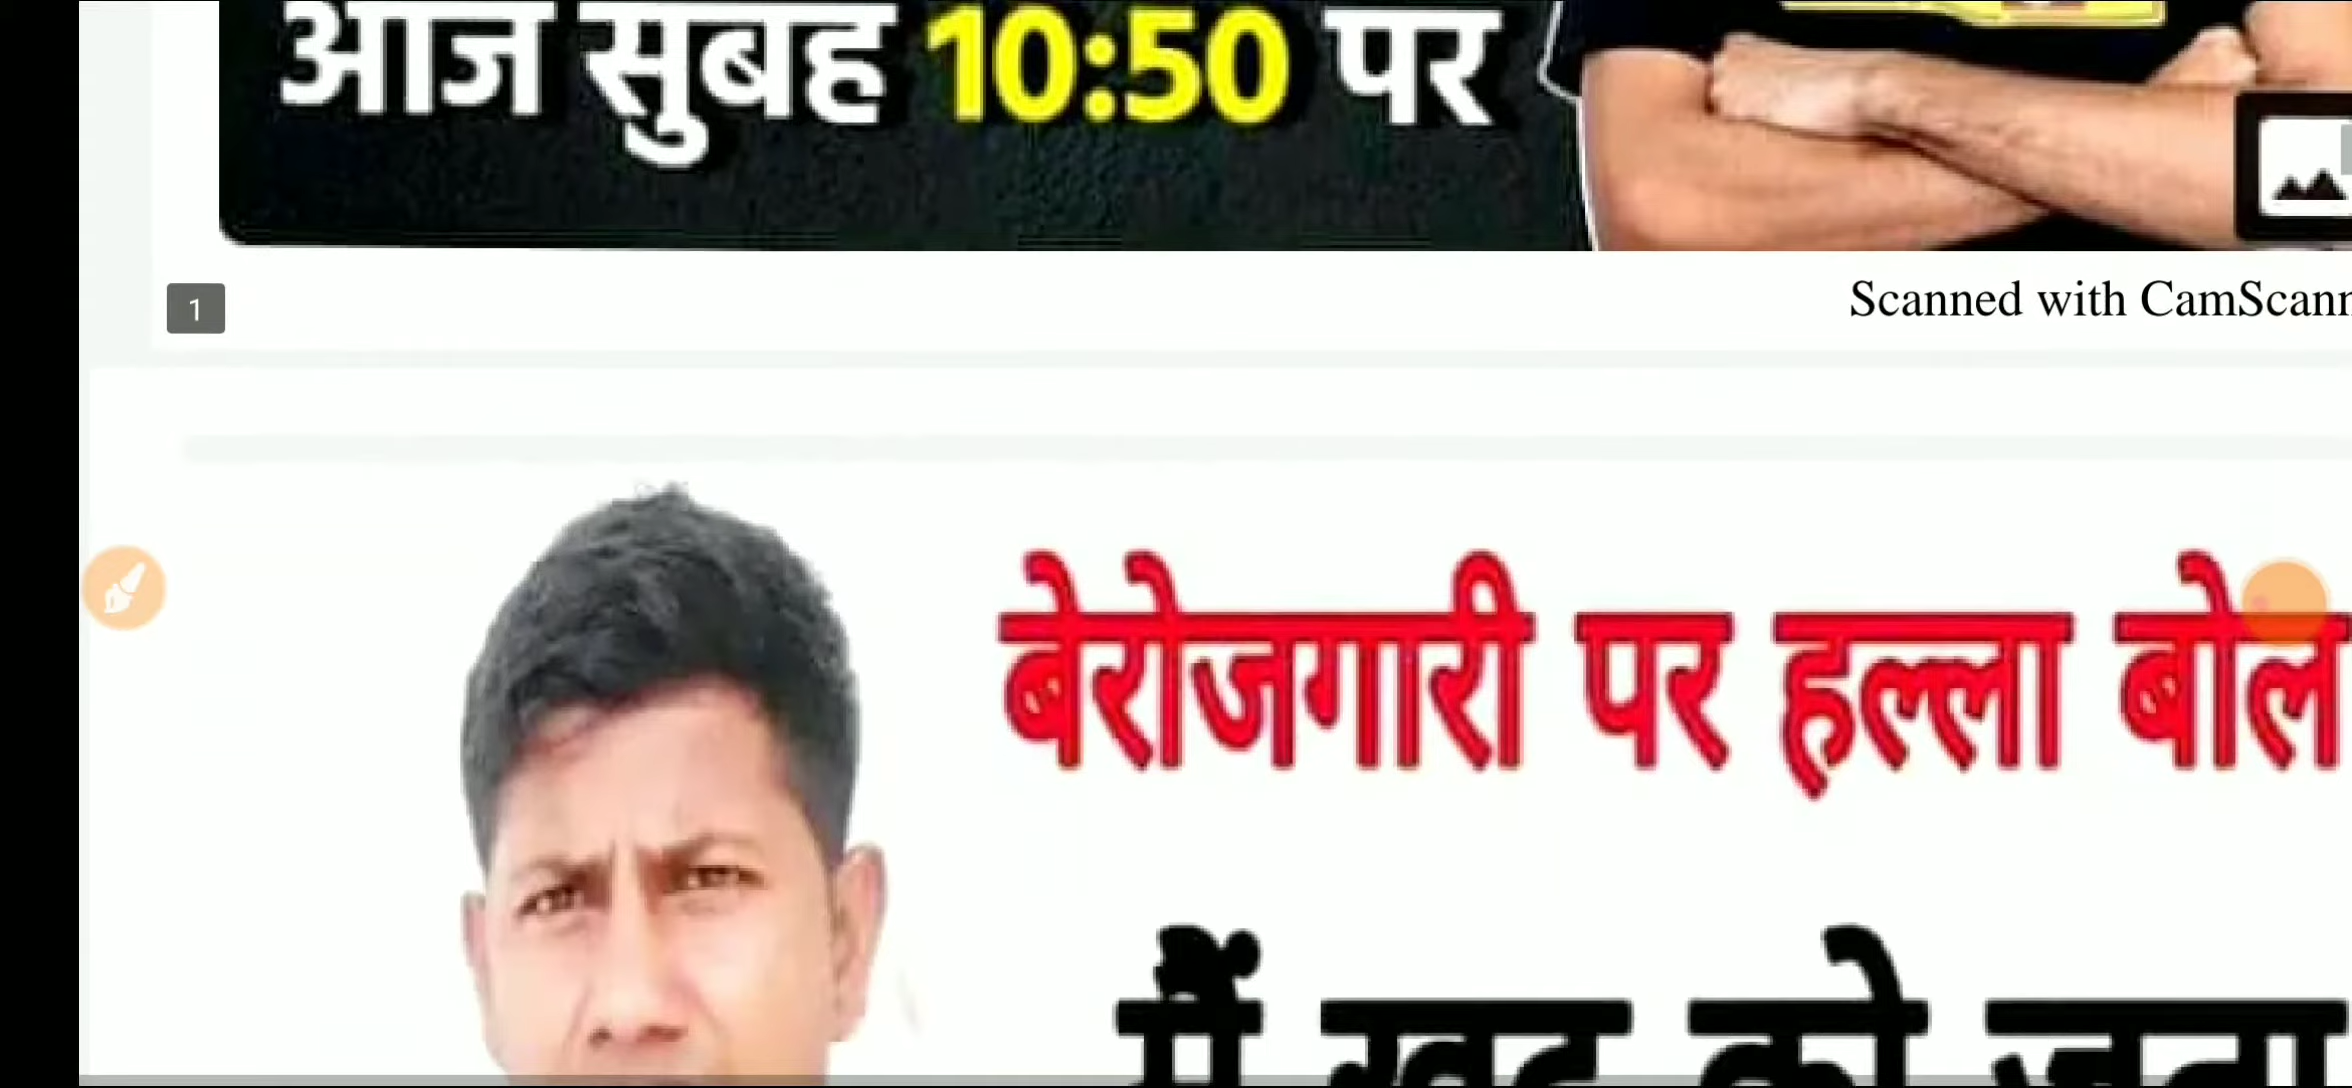 आज सुबह 10:50 पर
Scanned with CamScann
1
बेरोजगारी पर हल्ला बोल
मैं खुद को